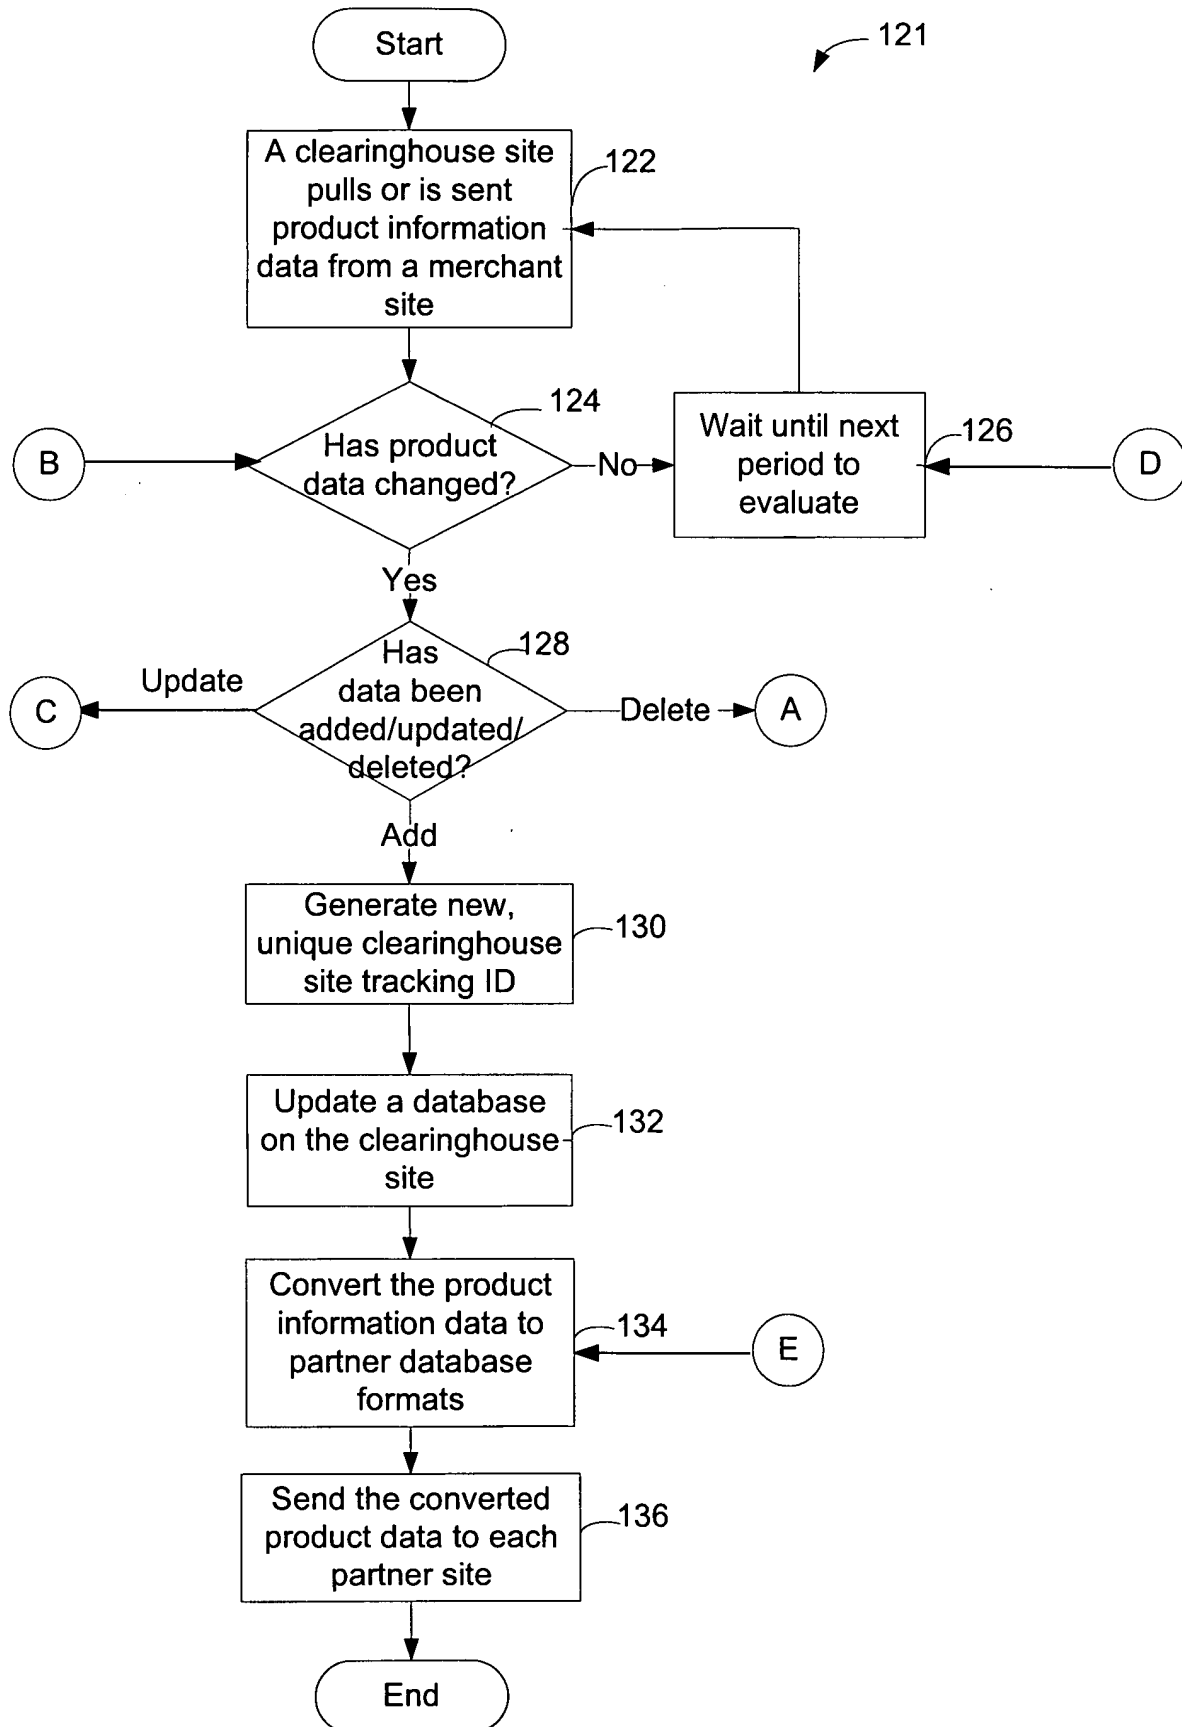 Start
121
A clearinghouse site
pulls or is sent
product information
data from a merchant
site
122
124
Has product
data changed?
B
No
Wait until next
period to
evaluate
126
D
Yes
128
Has
data been
added/updated/
deleted?
Update
C
Delete
A
Add
Generate new,
unique clearinghouse
site tracking ID
130
Update a database
on the clearinghouse
site
132
Convert the product
information data to
partner database
formats
134
E
Send the converted
product data to each
partner site
136
End